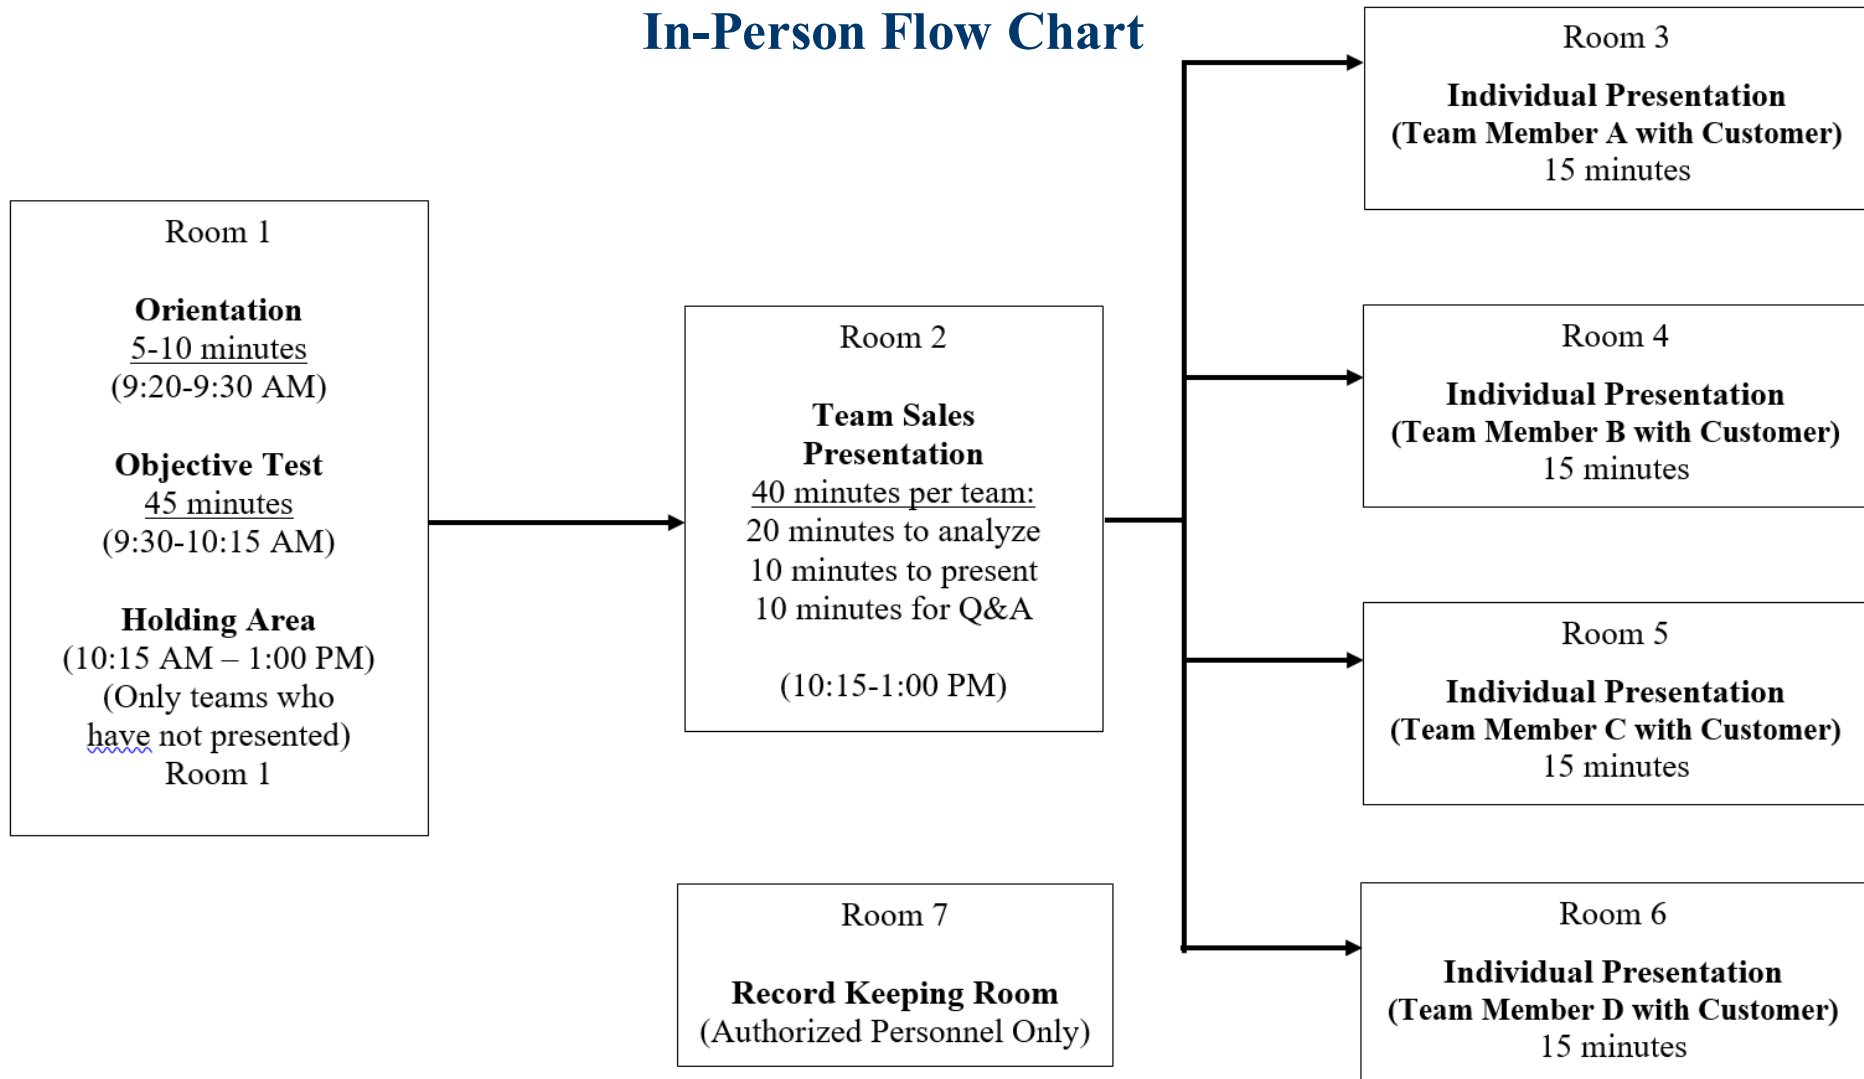 In-Person Flow Chart
Room 1
Orientation
5-10 minutes
(9:20-9:30 AM)
Objective Test
45 minutes
(9:30-10:15 AM)
Holding Area
(10:15 AM – 1:00 PM)
(Only teams who
have not presented)
Room 1
Room 2
Team Sales
Presentation
40 minutes per team:
20 minutes to analyze
10 minutes to present
10 minutes for Q&A
(10:15-1:00 PM)
Room 7
Record Keeping Room
(Authorized Personnel Only)
Room 3
Individual Presentation
(Team Member A with Customer)
15 minutes
Room 4
Individual Presentation
(Team Member B with Customer)
15 minutes
Room 5
Individual Presentation
(Team Member C with Customer)
15 minutes
Room 6
Individual Presentation
(Team Member D with Customer)
15 minutes